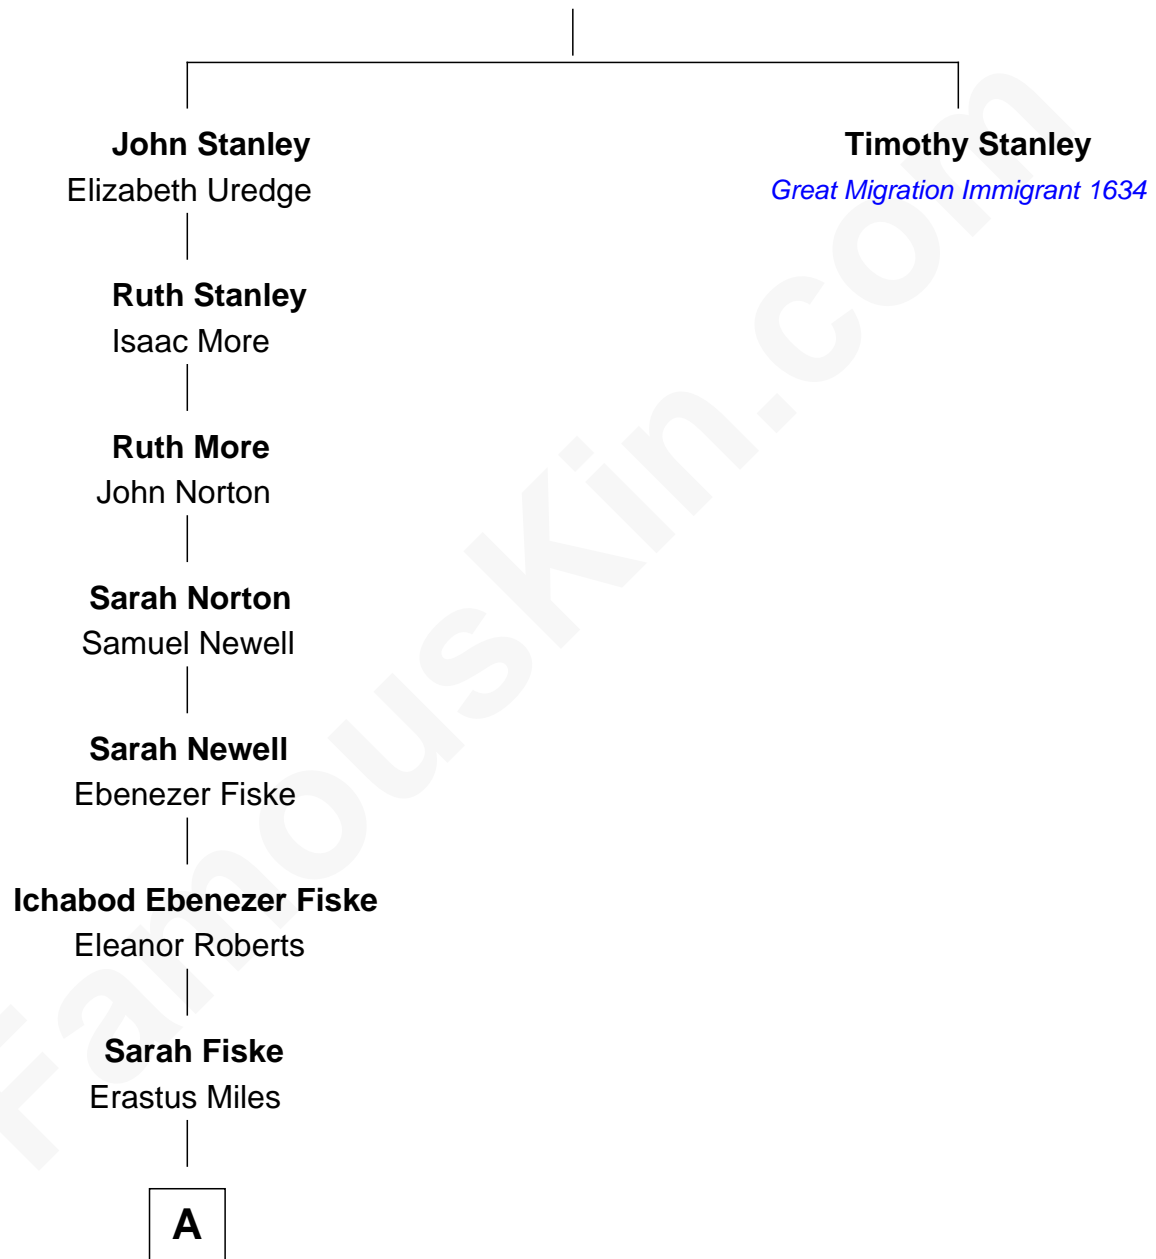 John Stanley
Elizabeth Uredge
Timothy Stanley
Great Migration Immigrant 1634
Ruth Stanley
Isaac More
Ruth More
John Norton
Sarah Norton
Samuel Newell
Sarah Newell
Ebenezer Fiske
Ichabod Ebenezer Fiske
Eleanor Roberts
Sarah Fiske
Erastus Miles
A
FamousKin.com